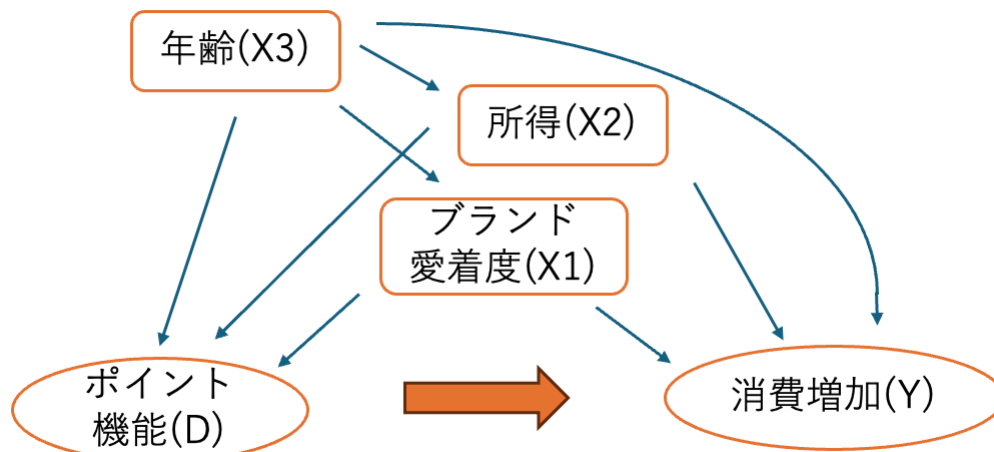 年齢(X3)
所得(X2)
ブランド
愛着度(X1)
ポイント
機能(D)
消費増加(Y)